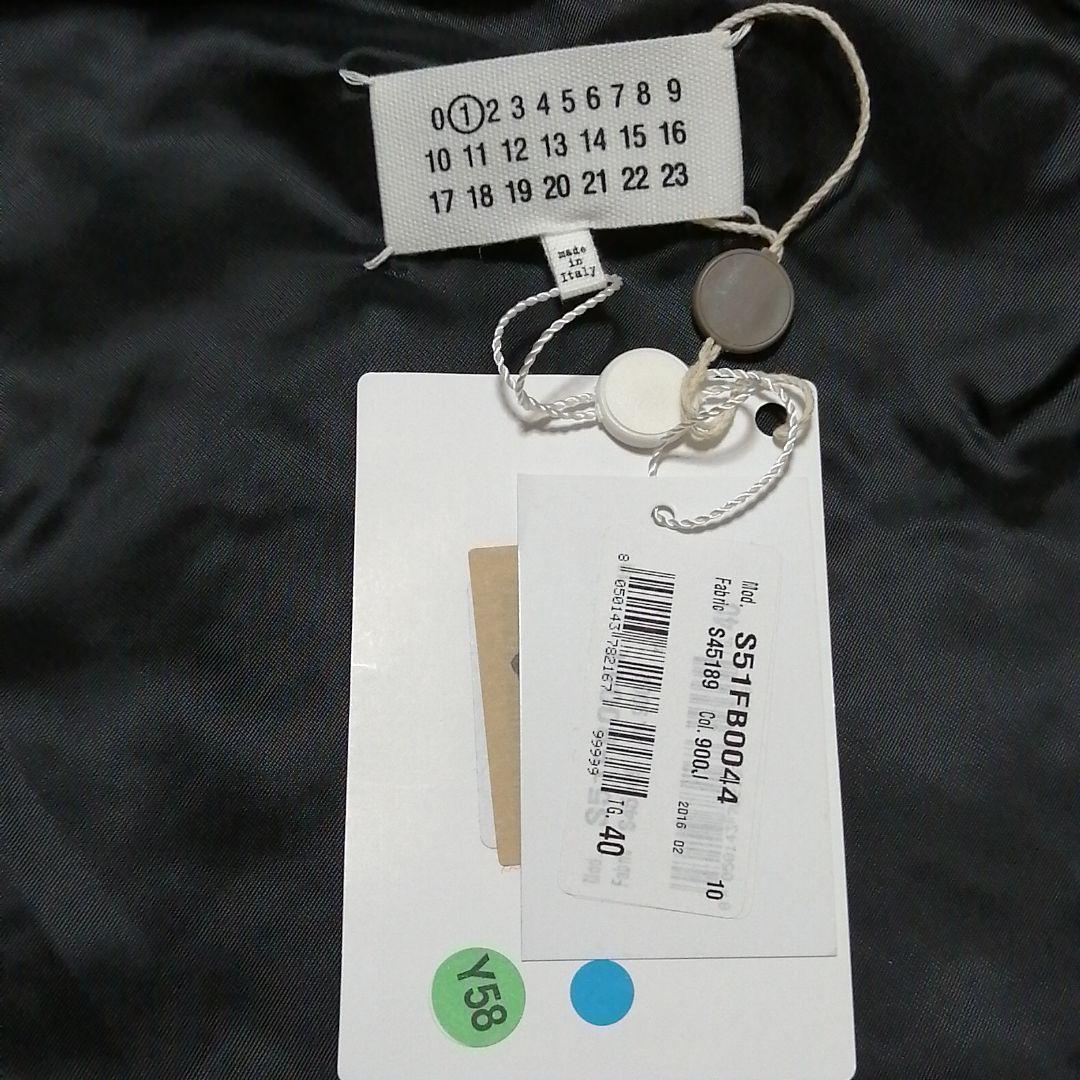 0 1 2 3 4 5 6 7 8 9
10 11 12 13 14 15 16
17 18 19 20 21 22 23
made
in
Italy
Mod. S51FB0044
Fabric S45189 Col. 900J 10
2016 02
8 050143 782167 99999
TG. 40
Y58